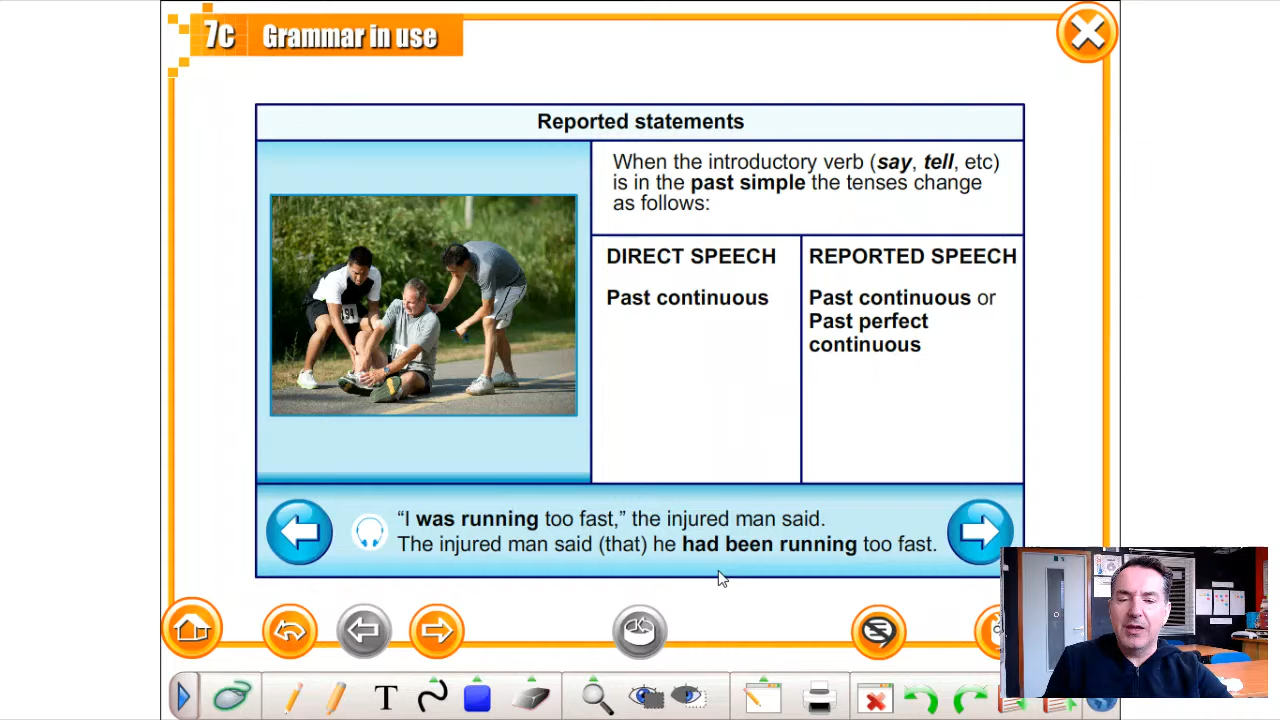 7c Grammar in use
Reported statements
When the introductory verb (say, tell, etc)
is in the past simple the tenses change
as follows:
DIRECT SPEECH
Past continuous
REPORTED SPEECH
Past continuous or
Past perfect
continuous
“I was running too fast,” the injured man said.
The injured man said (that) he had been running too fast.
T